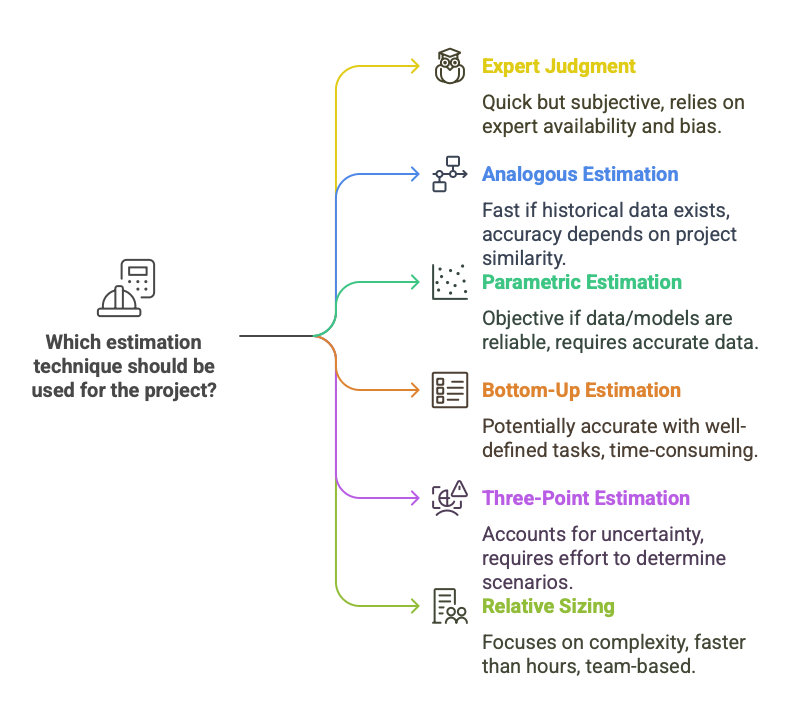 Which estimation
technique should be
used for the project?
Expert Judgment
Quick but subjective, relies on
expert availability and bias.
Analogous Estimation
Fast if historical data exists,
accuracy depends on project
similarity.
Parametric Estimation
Objective if data/models are
reliable, requires accurate data.
Bottom-Up Estimation
Potentially accurate with well-
defined tasks, time-consuming.
Three-Point Estimation
Accounts for uncertainty,
requires effort to determine
scenarios.
Relative Sizing
Focuses on complexity, faster
than hours, team-based.